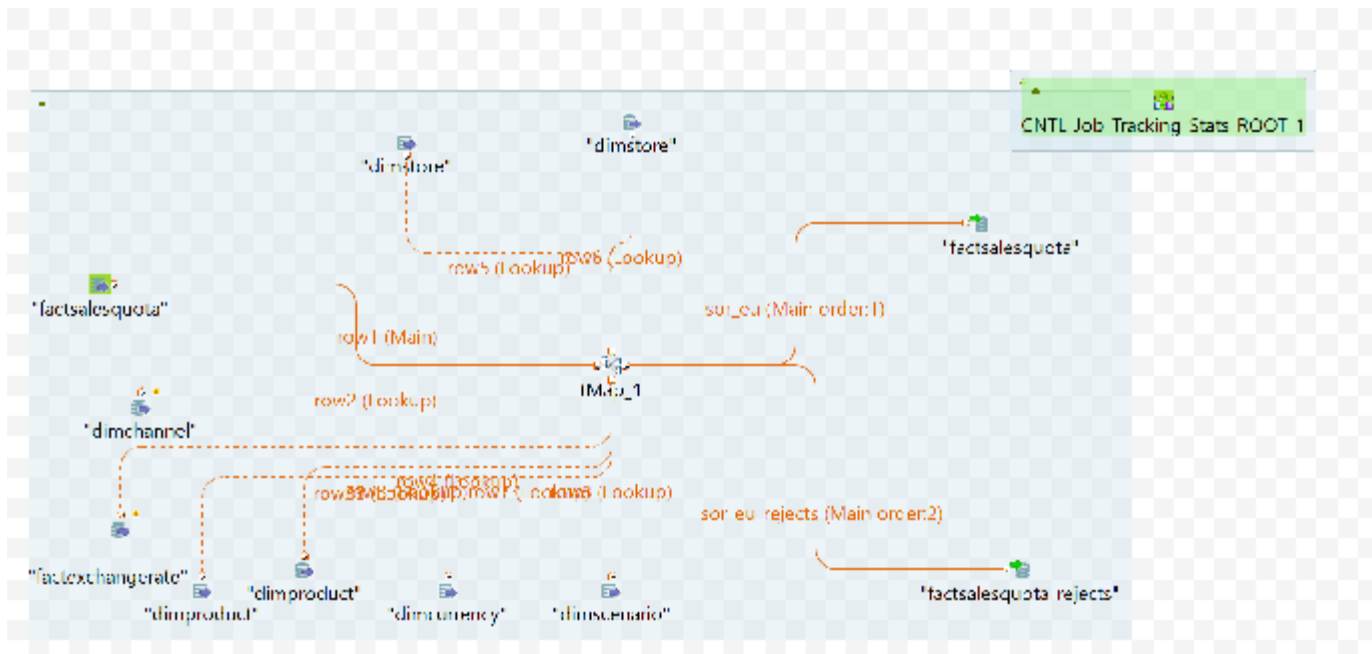 CNTL Job Tracking Stats ROOT 1
"dimstore"
"dimstore"
"factsalesquota"
row5 (Lookup)
row6 (Lookup)
"factsalesquota"
sor_eu (Main order:1)
row1 (Main)
tMap_1
row2 (Lookup)
"dimchannel"
row4 (Lookup)
(Lookup)
sor_eu_rejects (Main order:2)
"factexchangerate"
"dimproduct"
"factsalesquota_rejects"
"dimproduct"
"dimcurrency"
"dimscenario"